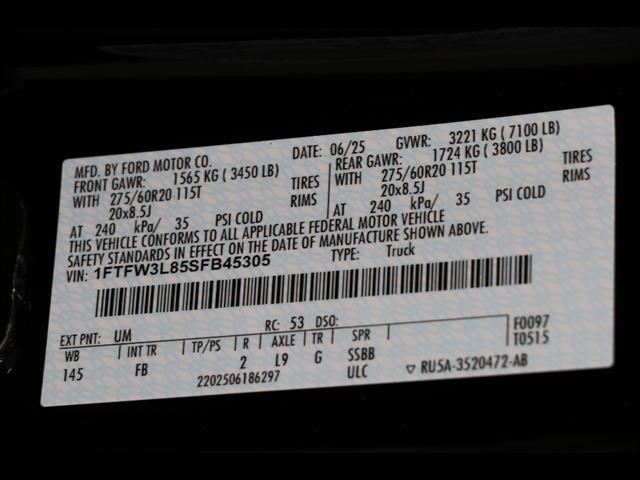 MFD. BY FORD MOTOR CO. DATE: 06/25 GVWR: 3221 KG ( 7100 LB)
FRONT GAWR: 1565 KG ( 3450 LB) REAR GAWR: 1724 KG ( 3800 LB)
WITH 275/60R20 115T TIRES WITH 275/60R20 115T TIRES
20x8.5J RIMS 20x8.5J RIMS
AT 240 kPa/ 35 PSI COLD AT 240 kPa/ 35 PSI COLD
THIS VEHICLE CONFORMS TO ALL APPLICABLE FEDERAL MOTOR VEHICLE
SAFETY STANDARDS IN EFFECT ON THE DATE OF MANUFACTURE SHOWN ABOVE.
VIN: 1FTFW3L85SFB45305 TYPE: Truck
EXT PNT: UM RC: 53 DSO: F0097
WB INT TR TP/PS R AXLE TR SPR T0515
145 FB 2 L9 G SSBB
2202506186297 ULC ▽ RU5A-3520472-AB